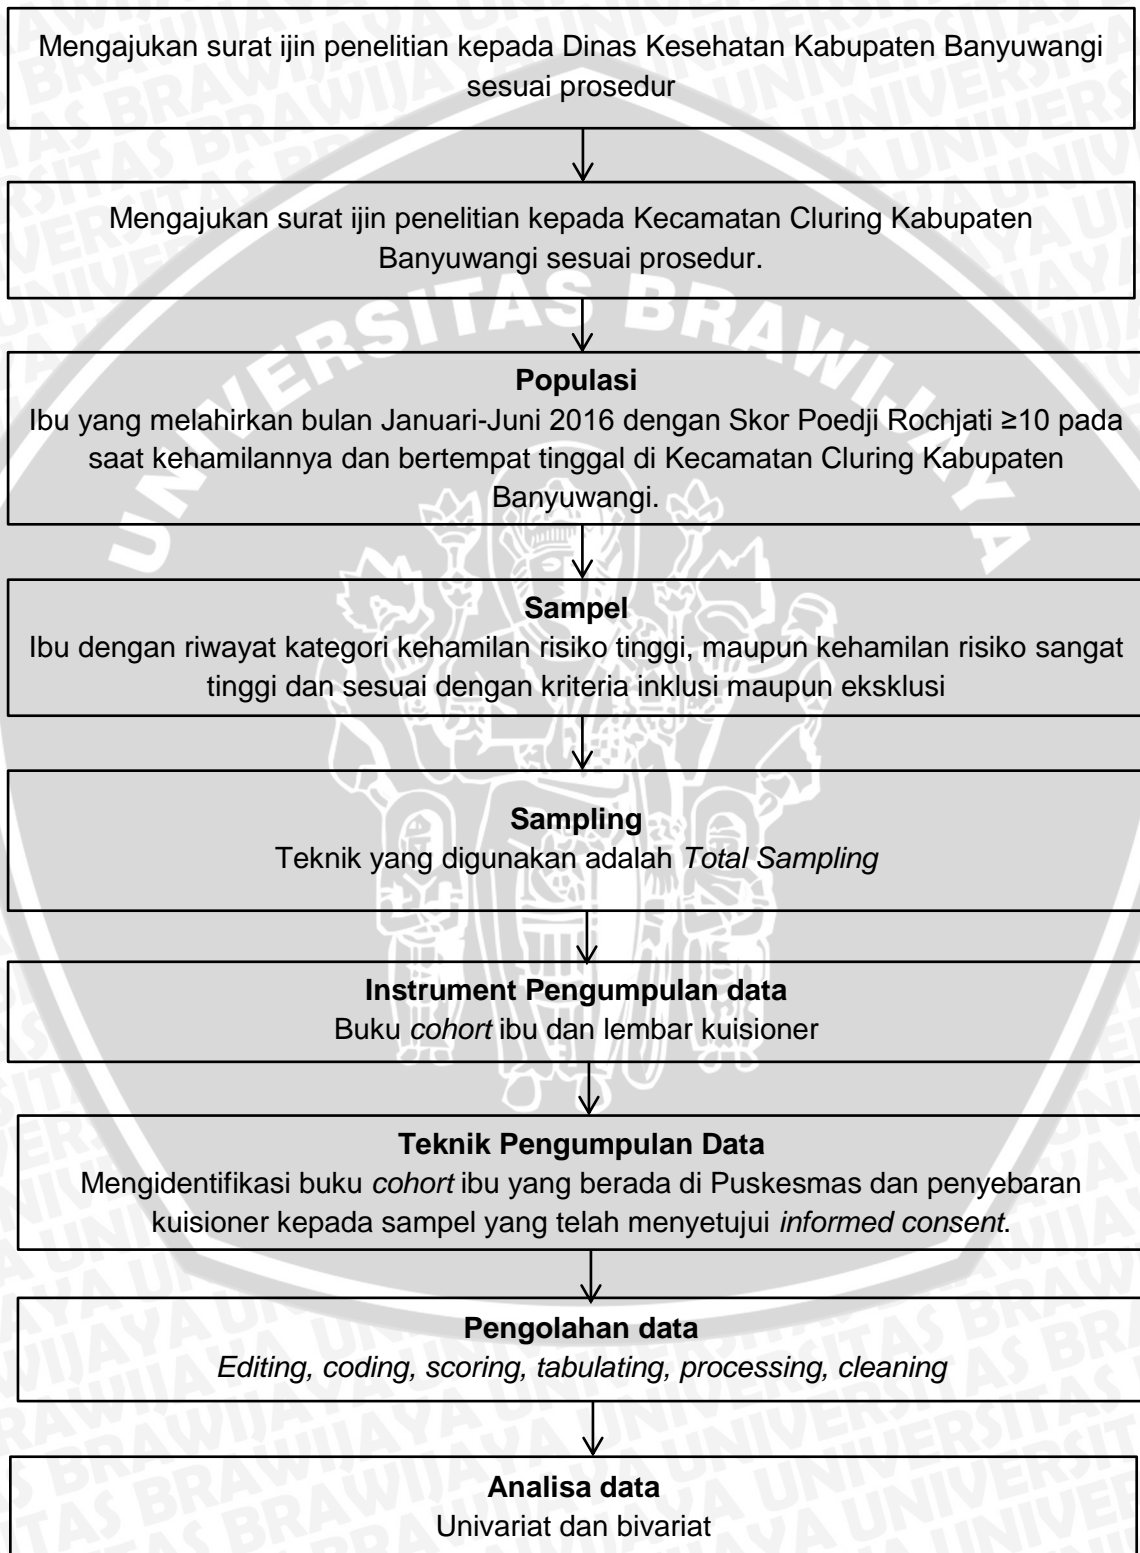 Mengajukan surat ijin penelitian kepada Dinas Kesehatan Kabupaten Banyuwangi
sesuai prosedur
Mengajukan surat ijin penelitian kepada Kecamatan Cluring Kabupaten
Banyuwangi sesuai prosedur.
UNIVERSITAS BRAWIJAYA
Populasi
Ibu yang melahirkan bulan Januari-Juni 2016 dengan Skor Poedji Rochjati ≥10 pada
saat kehamilannya dan bertempat tinggal di Kecamatan Cluring Kabupaten
Banyuwangi.
Sampel
Ibu dengan riwayat kategori kehamilan risiko tinggi, maupun kehamilan risiko sangat
tinggi dan sesuai dengan kriteria inklusi maupun eksklusi
Sampling
Teknik yang digunakan adalah Total Sampling
Instrument Pengumpulan data
Buku cohort ibu dan lembar kuisioner
Teknik Pengumpulan Data
Mengidentifikasi buku cohort ibu yang berada di Puskesmas dan penyebaran
kuisioner kepada sampel yang telah menyetujui informed consent.
Pengolahan data
Editing, coding, scoring, tabulating, processing, cleaning
Analisa data
Univariat dan bivariat